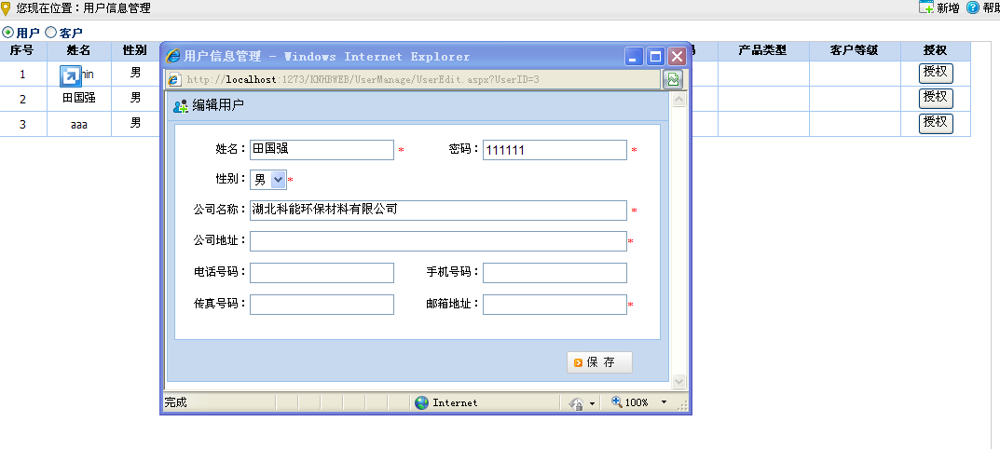 您现在位置：用户信息管理 新增 帮助
用户 客户
序号 姓名 性别 产品类型 客户等级 授权
1 min 男 授权
2 田国强 男 授权
3 aaa 男 授权
用户信息管理 - Windows Internet Explorer
http://localhost:1273/KNHBWEB/UserManage/UserEdit.aspx?UserID=3
编辑用户
姓名： 田国强 * 密码： 111111 *
性别： 男 *
公司名称： 湖北科能环保材料有限公司 *
公司地址： *
电话号码： 手机号码：
传真号码： 邮箱地址： *
保 存
完成 Internet 100%